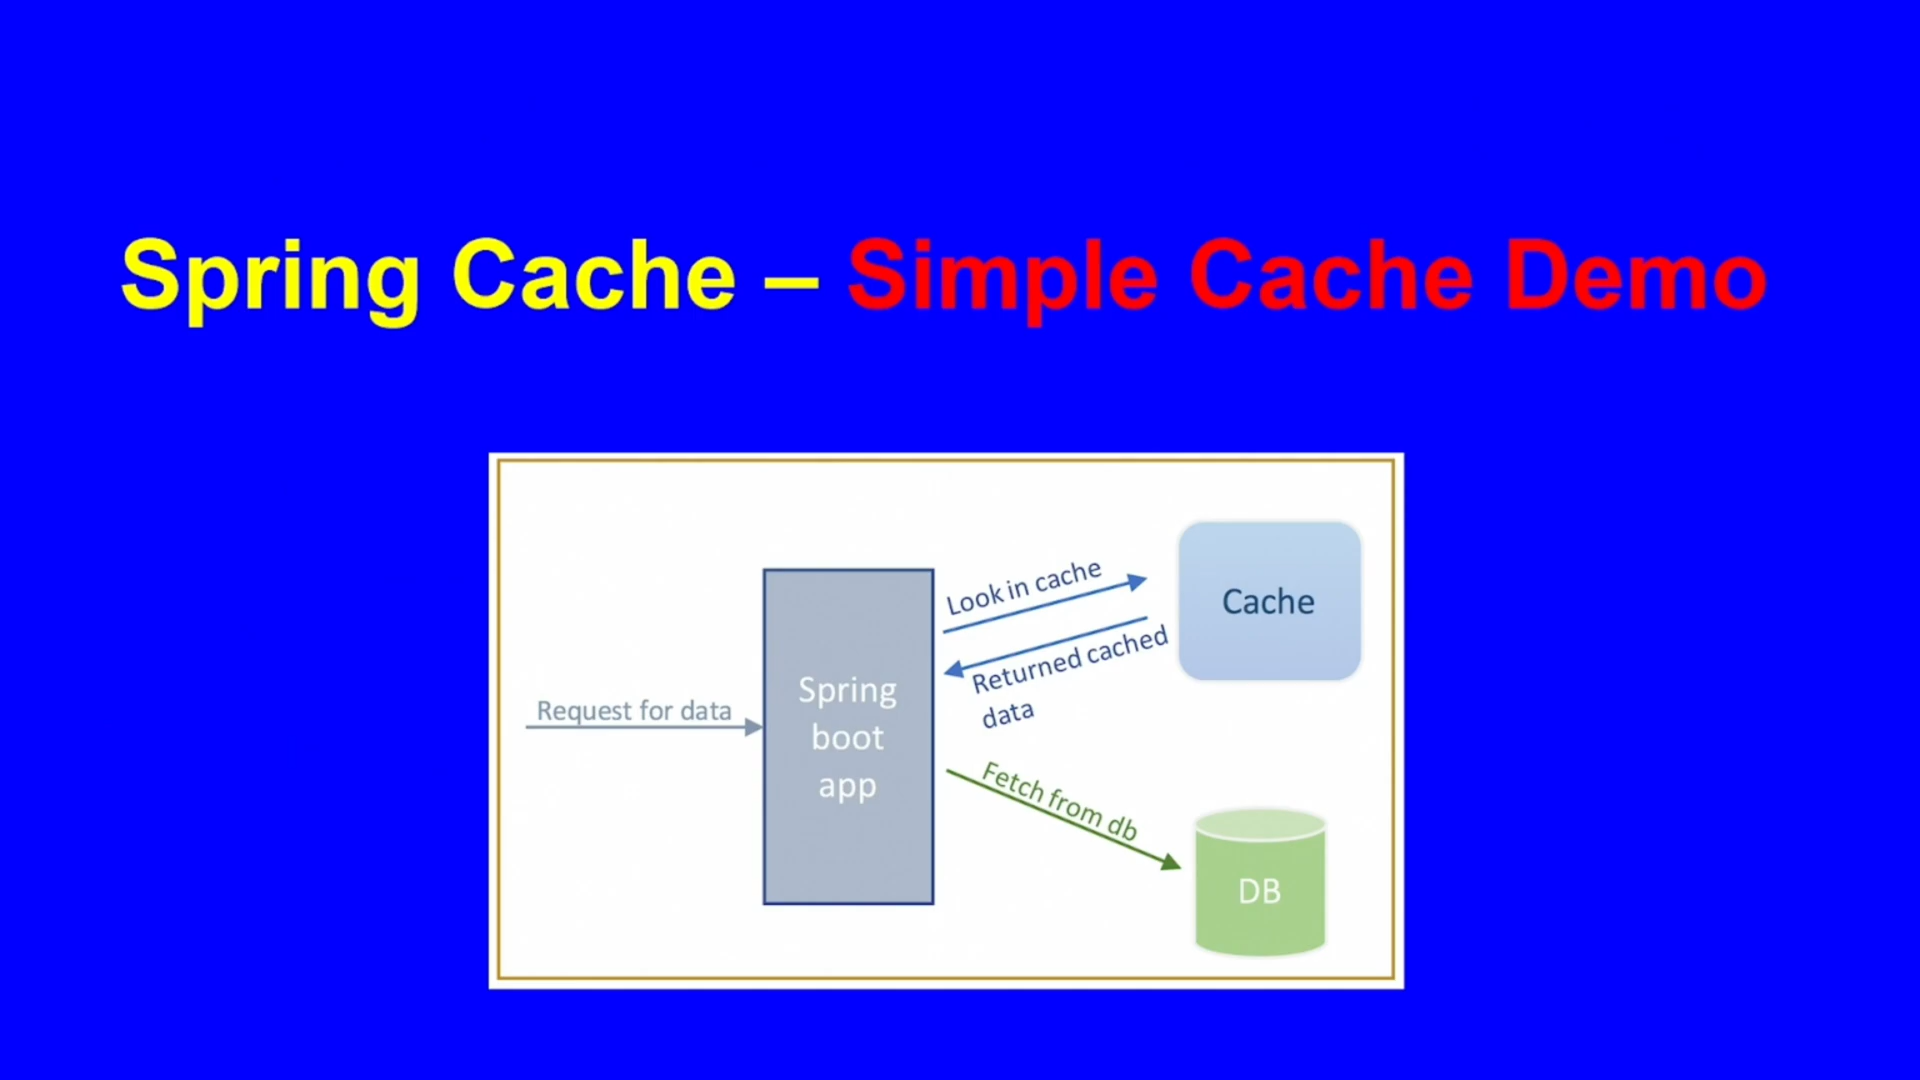 Spring Cache – Simple Cache Demo
Look in cache
Cache
Returned cached
data
Request for data
Spring
boot
app
Fetch from db
DB